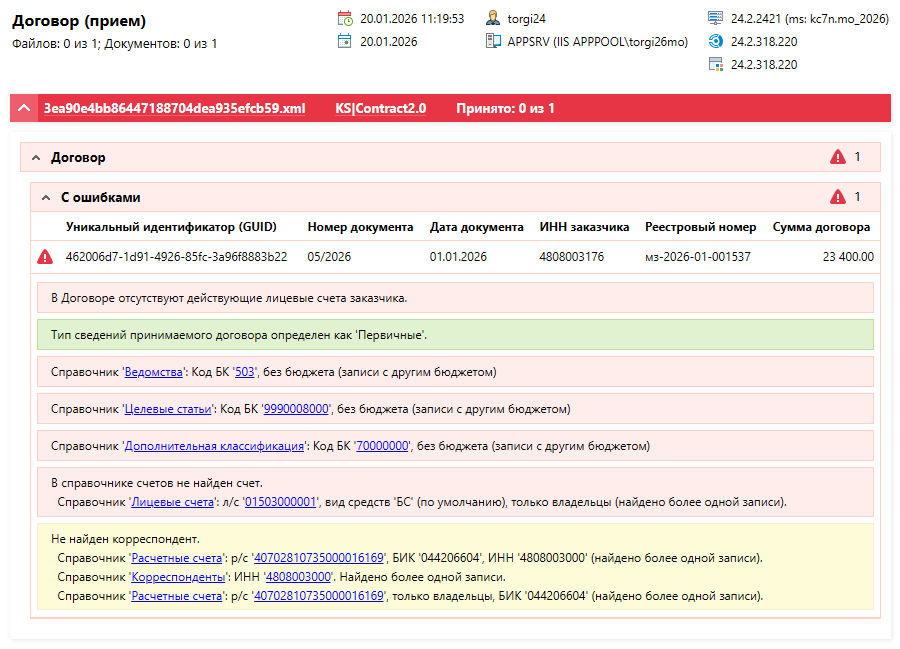 Договор (прием)
Файлов: 0 из 1; Документов: 0 из 1
20.01.2026 11:19:53
20.01.2026
torgi24
APPSRV (IIS APPPOOL\torgi26mo)
24.2.2421 (ms: kc7n.mo_2026)
24.2.318.220
24.2.318.220
3ea90e4bb86447188704dea935efcb59.xml KS|Contract2.0 Принято: 0 из 1
Договор 1
С ошибками 1
Уникальный идентификатор (GUID) Номер документа Дата документа ИНН заказчика Реестровый номер Сумма договора
462006d7-1d91-4926-85fc-3a96f8883b22 05/2026 01.01.2026 4808003176 мз-2026-01-001537 23 400.00
В Договоре отсутствуют действующие лицевые счета заказчика.
Тип сведений принимаемого договора определен как 'Первичные'.
Справочник 'Ведомства': Код БК '503', без бюджета (записи с другим бюджетом)
Справочник 'Целевые статьи': Код БК '9990008000', без бюджета (записи с другим бюджетом)
Справочник 'Дополнительная классификация': Код БК '70000000', без бюджета (записи с другим бюджетом)
В справочнике счетов не найден счет.
Справочник 'Лицевые счета': л/с '01503000001', вид средств 'БС' (по умолчанию), только владельцы (найдено более одной записи).
Не найден корреспондент.
Справочник 'Расчетные счета': р/с '40702810735000016169', БИК '044206604', ИНН '4808003000' (найдено более одной записи).
Справочник 'Корреспонденты': ИНН '4808003000'. Найдено более одной записи.
Справочник 'Расчетные счета': р/с '40702810735000016169', только владельцы, БИК '044206604' (найдено более одной записи).